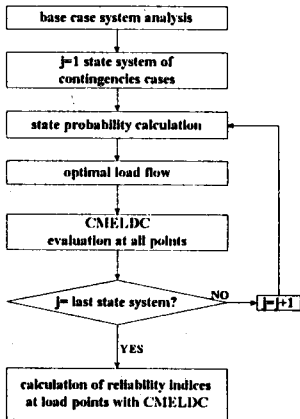 base case system analysis
j=1 state system of
contingencies cases
state probability calculation
optimal load flow
CMELDC
evaluation at all points
j= last state system?
NO
j=j+1
YES
calculation of reliability indices
at load points with CMELDC